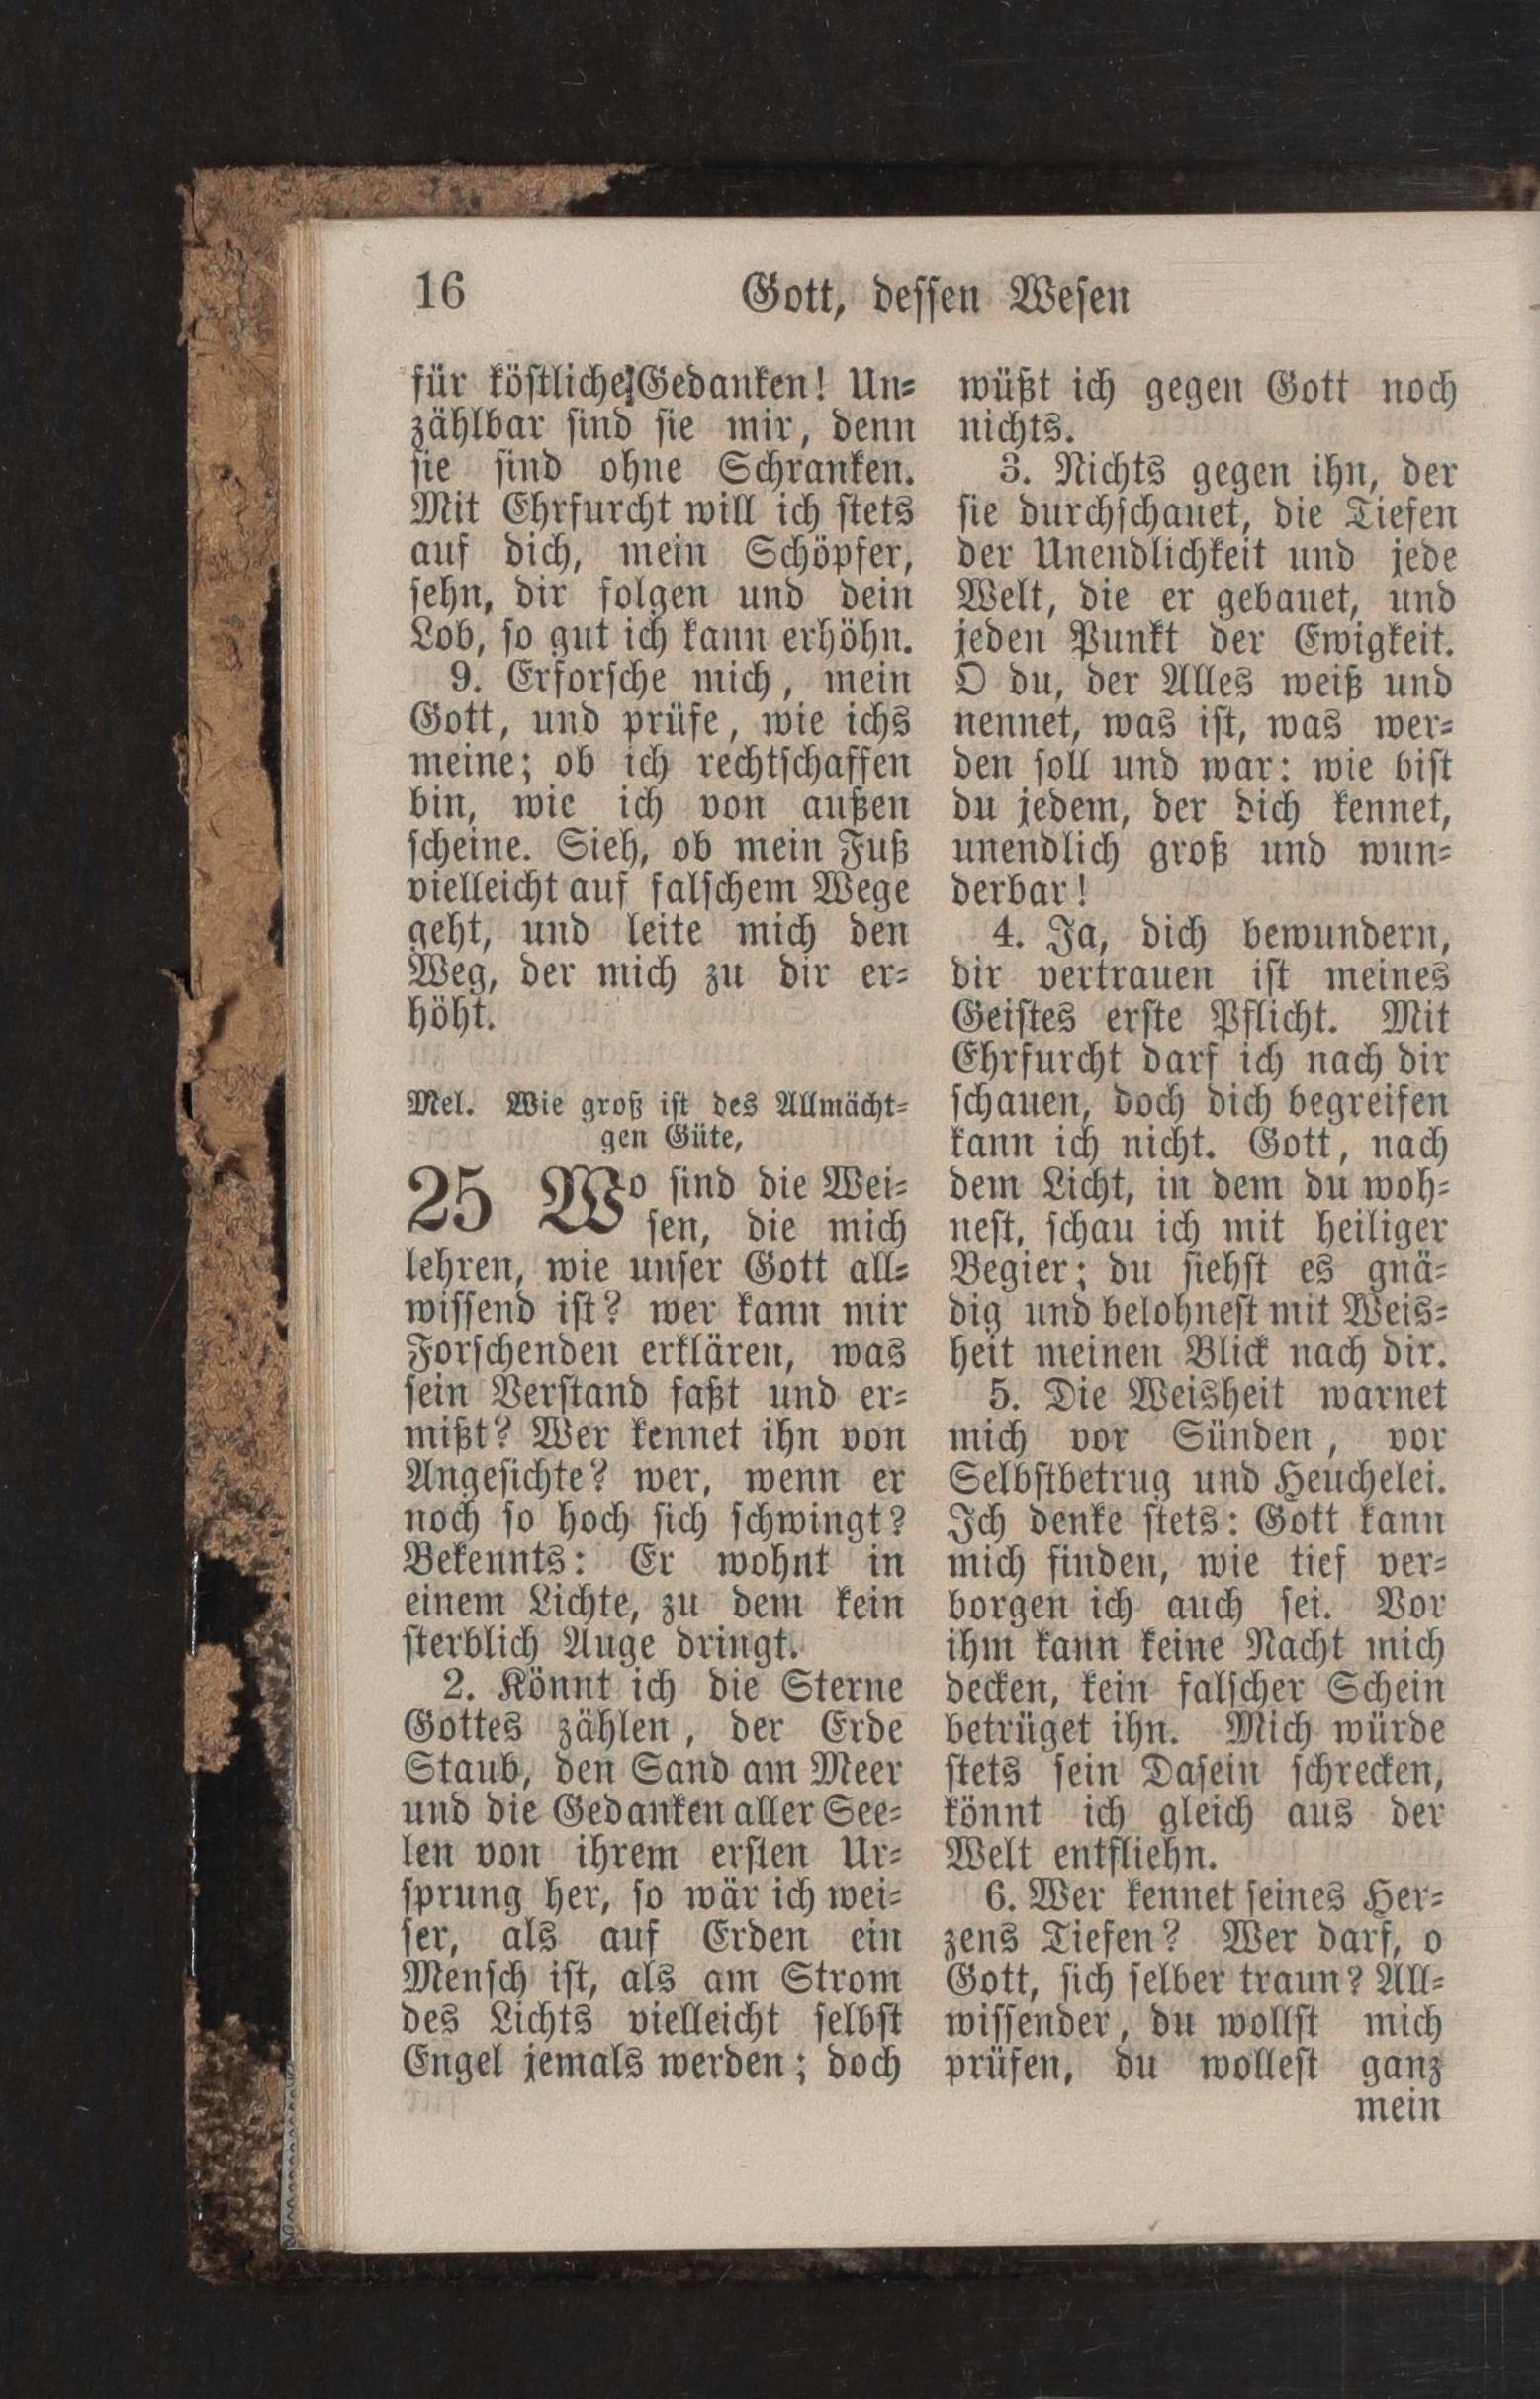 16 Gott, dessen Wesen
für köstliche Gedanken! Un=
zählbar sind sie mir, denn
sie sind ohne Schranken.
Mit Ehrfurcht will ich stets
auf dich, mein Schöpfer,
sehn, dir folgen und dein
Lob, so gut ich kann erhöhn.
9. Erforsche mich, mein
Gott, und prüfe, wie ichs
meine; ob ich rechtschaffen
bin, wie ich von außen
scheine. Sieh, ob mein Fuß
vielleicht auf falschem Wege
geht, und leite mich den
Weg, der mich zu dir er=
höht.
Mel. Wie groß ist des Allmächt=
gen Güte,
25 Wo sind die Wei=
sen, die mich
lehren, wie unser Gott all=
wissend ist? wer kann mir
Forschenden erklären, was
sein Verstand faßt und er=
mißt? Wer kennet ihn von
Angesichte? wer, wenn er
noch so hoch sich schwingt?
Bekennts: Er wohnt in
einem Lichte, zu dem kein
sterblich Auge dringt.
2. Könnt ich die Sterne
Gottes zählen, der Erde
Staub, den Sand am Meer
und die Gedanken aller See=
len von ihrem ersten Ur=
sprung her, so wär ich wei=
ser, als auf Erden ein
Mensch ist, als am Strom
des Lichts vielleicht selbst
Engel jemals werden; doch
wüßt ich gegen Gott noch
nichts.
3. Nichts gegen ihn, der
sie durchschauet, die Tiefen
der Unendlichkeit und jede
Welt, die er gebauet, und
jeden Punkt der Ewigkeit.
O du, der Alles weiß und
nennet, was ist, was wer=
den soll und war: wie bist
du jedem, der dich kennet,
unendlich groß und wun=
derbar!
4. Ja, dich bewundern,
dir vertrauen ist meines
Geistes erste Pflicht. Mit
Ehrfurcht darf ich nach dir
schauen, doch dich begreifen
kann ich nicht. Gott, nach
dem Licht, in dem du woh=
nest, schau ich mit heiliger
Begier; du siehst es gnä=
dig und belohnest mit Weis=
heit meinen Blick nach dir.
5. Die Weisheit warnet
mich vor Sünden, vor
Selbstbetrug und Heuchelei.
Ich denke stets: Gott kann
mich finden, wie tief ver=
borgen ich auch sei. Vor
ihm kann keine Nacht mich
decken, kein falscher Schein
betrüget ihn. Mich würde
stets sein Dasein schrecken,
könnt ich gleich aus der
Welt entfliehn.
6. Wer kennet seines Her=
zens Tiefen? Wer darf, o
Gott, sich selber traun? All=
wissender, du wollst mich
prüfen, du wollest ganz
mein